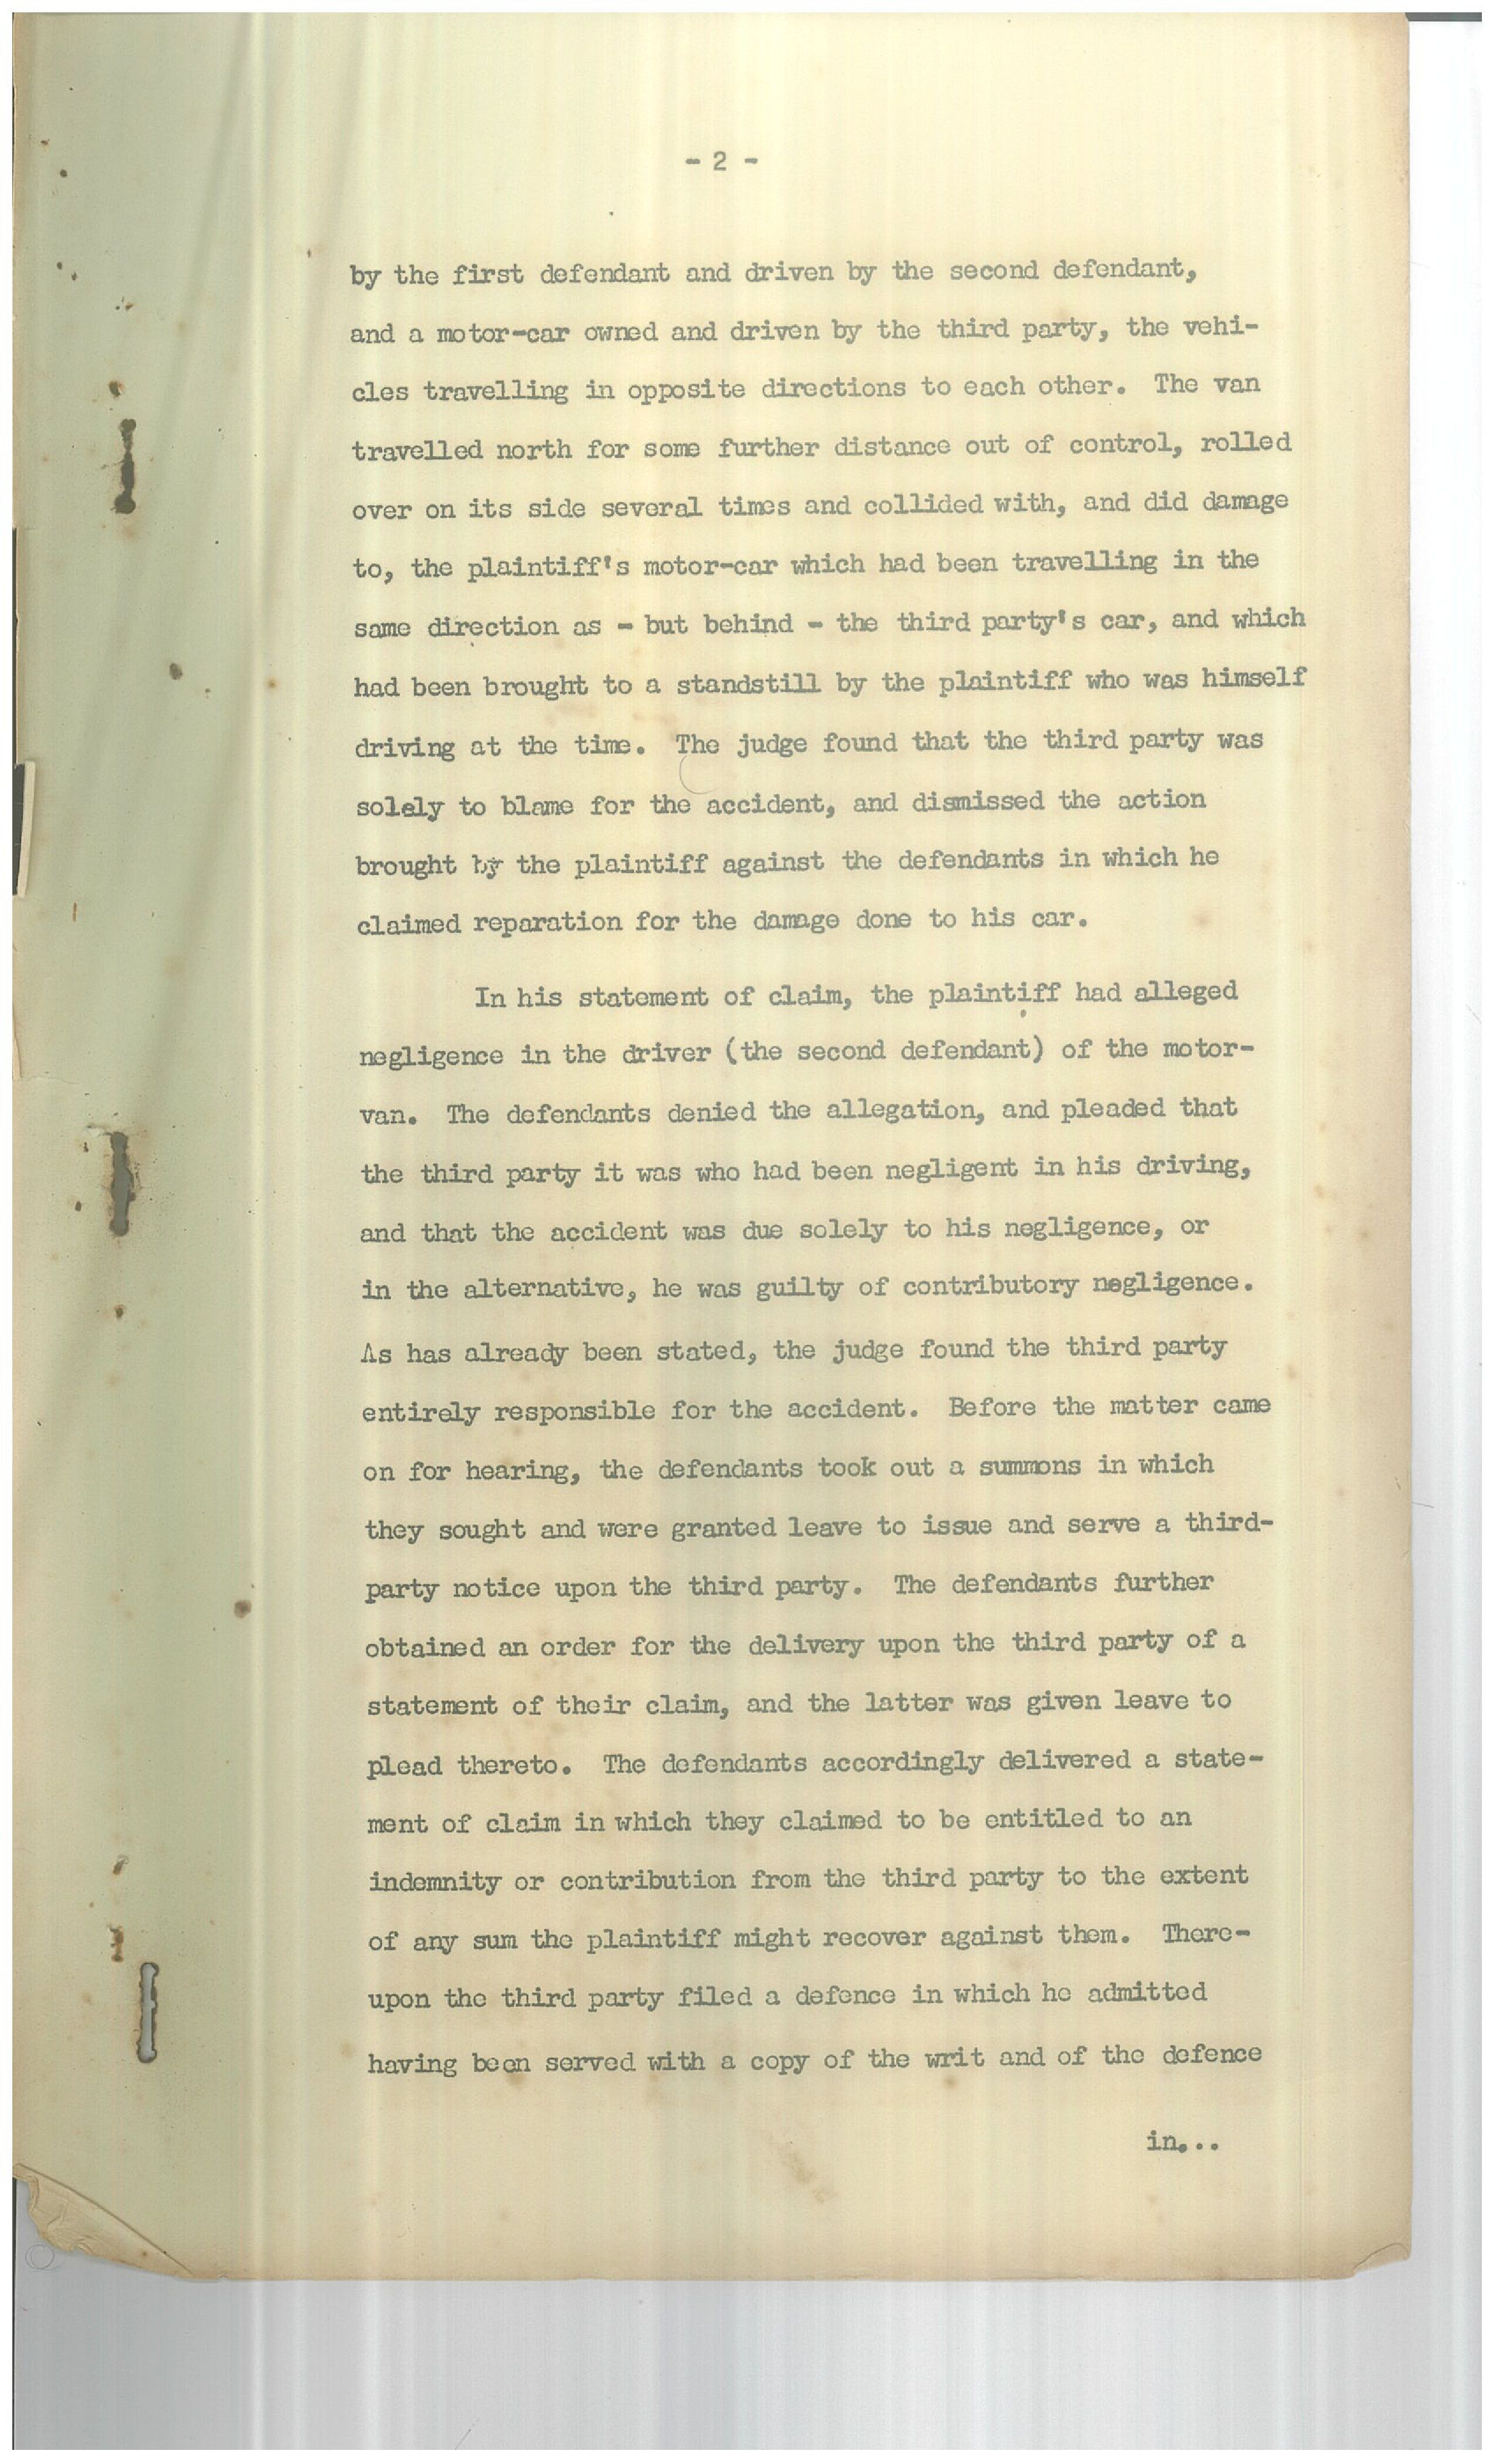 - 2 -
by the first defendant and driven by the second defendant,
and a motor-car owned and driven by the third party, the vehi-
cles travelling in opposite directions to each other. The van
travelled north for some further distance out of control, rolled
over on its side several times and collided with, and did damage
to, the plaintiff's motor-car which had been travelling in the
same direction as - but behind - the third party's car, and which
had been brought to a standstill by the plaintiff who was himself
driving at the time. The judge found that the third party was
solely to blame for the accident, and dismissed the action
brought by the plaintiff against the defendants in which he
claimed reparation for the damage done to his car.
In his statement of claim, the plaintiff had alleged
negligence in the driver (the second defendant) of the motor-
van. The defendants denied the allegation, and pleaded that
the third party it was who had been negligent in his driving,
and that the accident was due solely to his negligence, or
in the alternative, he was guilty of contributory negligence.
As has already been stated, the judge found the third party
entirely responsible for the accident. Before the matter came
on for hearing, the defendants took out a summons in which
they sought and were granted leave to issue and serve a third-
party notice upon the third party. The defendants further
obtained an order for the delivery upon the third party of a
statement of their claim, and the latter was given leave to
plead thereto. The defendants accordingly delivered a state-
ment of claim in which they claimed to be entitled to an
indemnity or contribution from the third party to the extent
of any sum the plaintiff might recover against them. There-
upon the third party filed a defence in which he admitted
having been served with a copy of the writ and of the defence
in...